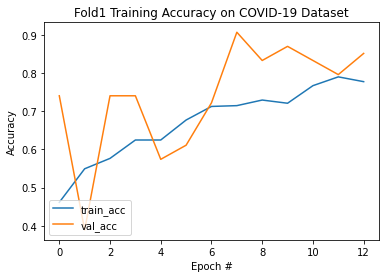 Fold1 Training Accuracy on COVID-19 Dataset
Accuracy
0.9
0.8
0.7
0.6
0.5
0.4
train_acc
val_acc
0 2 4 6 8 10 12
Epoch #